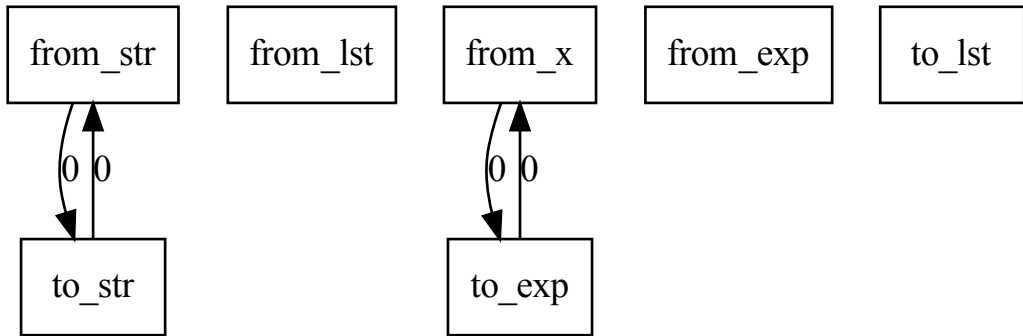 from_str
from_lst
from_x
from_exp
to_lst
0
0
0
0
to_str
to_exp